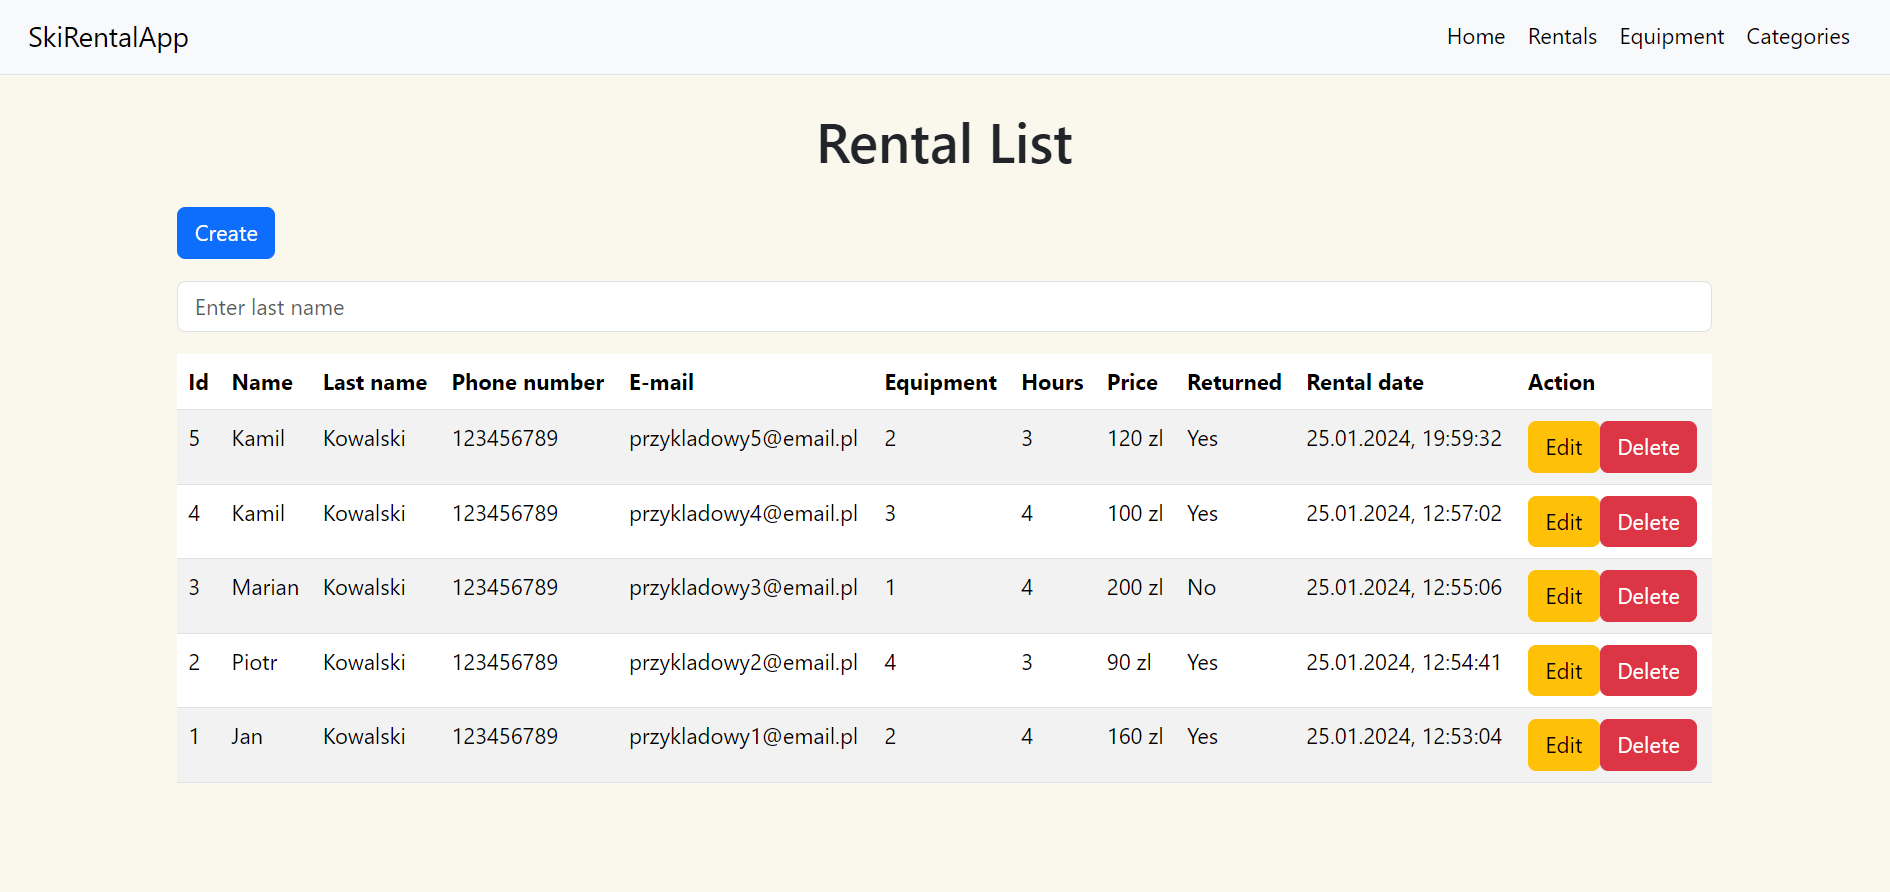 SkiRentalApp Home Rentals Equipment Categories
Rental List
Create
Enter last name
Id Name Last name Phone number E-mail Equipment Hours Price Returned Rental date Action
5 Kamil Kowalski 123456789 przykladowy5@email.pl 2 3 120 zl Yes 25.01.2024, 19:59:32 Edit Delete
4 Kamil Kowalski 123456789 przykladowy4@email.pl 3 4 100 zl Yes 25.01.2024, 12:57:02 Edit Delete
3 Marian Kowalski 123456789 przykladowy3@email.pl 1 4 200 zl No 25.01.2024, 12:55:06 Edit Delete
2 Piotr Kowalski 123456789 przykladowy2@email.pl 4 3 90 zl Yes 25.01.2024, 12:54:41 Edit Delete
1 Jan Kowalski 123456789 przykladowy1@email.pl 2 4 160 zl Yes 25.01.2024, 12:53:04 Edit Delete